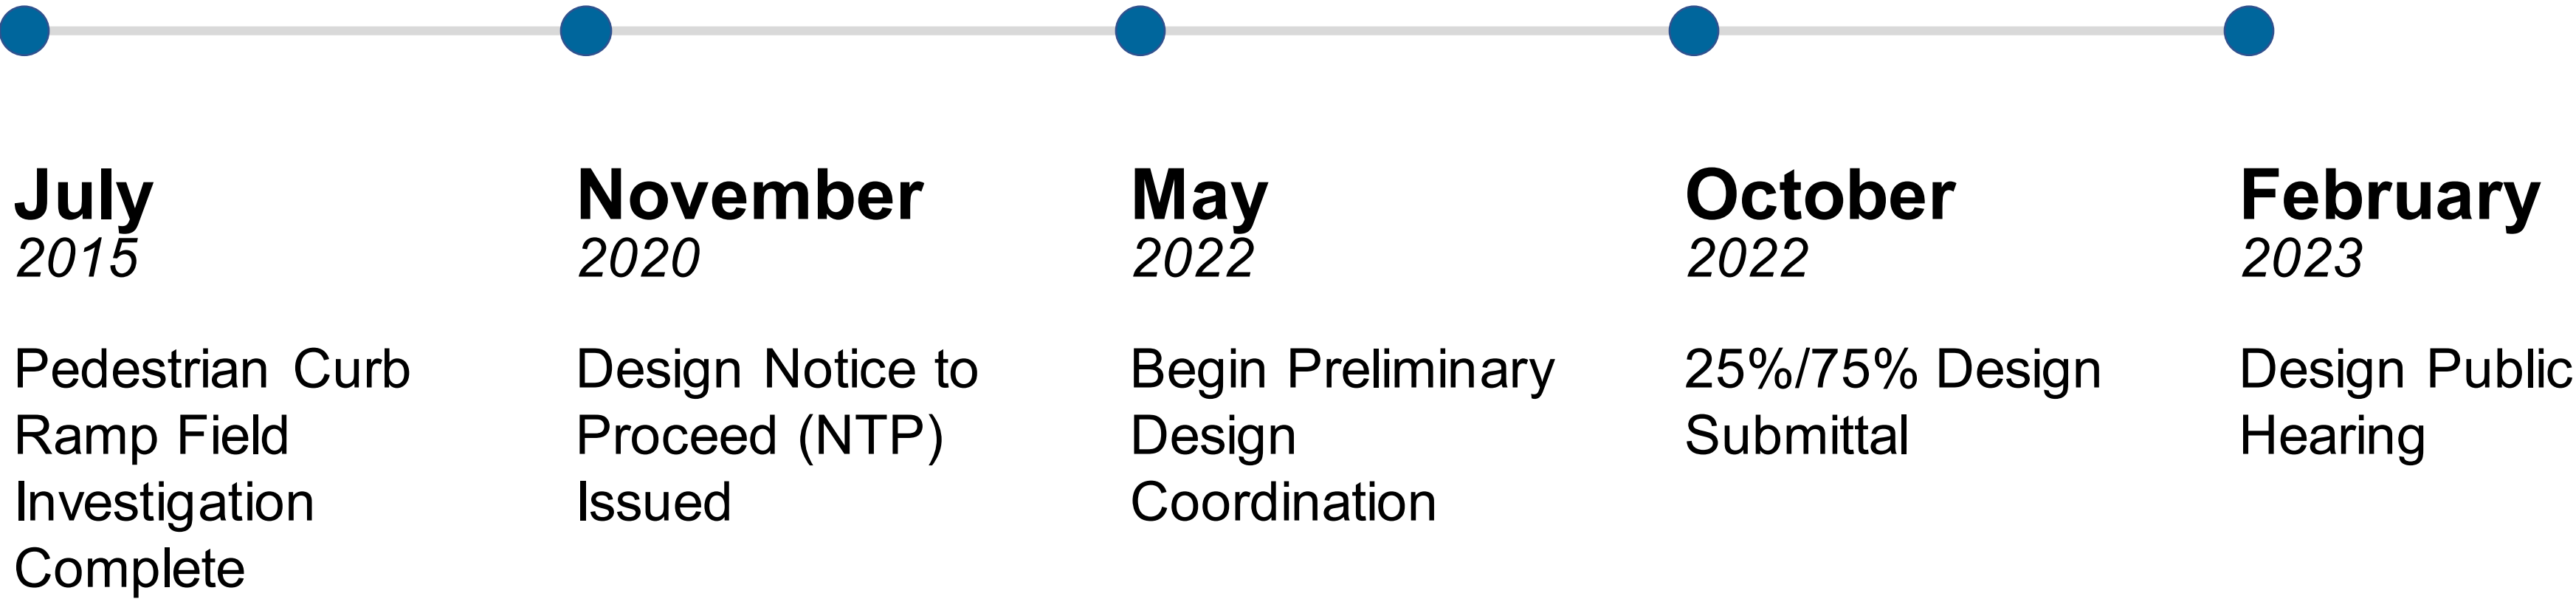 July
2015
Pedestrian Curb
Ramp Field
Investigation
Complete
November
2020
Design Notice to
Proceed (NTP)
Issued
May
2022
Begin Preliminary
Design
Coordination
October
2022
25%/75% Design
Submittal
February
2023
Design Public
Hearing